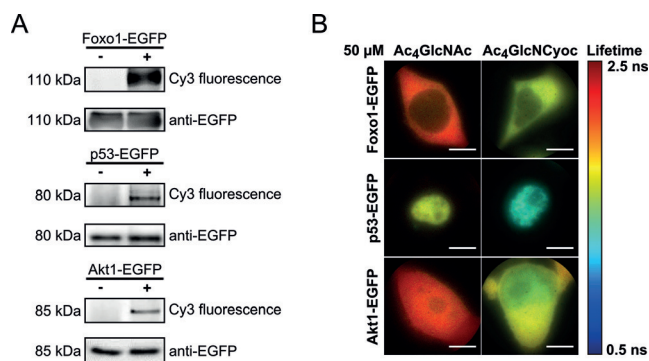 A
Foxo1-EGFP
- +
110 kDa Cy3 fluorescence
110 kDa anti-EGFP
p53-EGFP
- +
80 kDa Cy3 fluorescence
80 kDa anti-EGFP
Akt1-EGFP
- +
85 kDa Cy3 fluorescence
85 kDa anti-EGFP
B
50 µM Ac₄GlcNAc Ac₄GlcNCyoc Lifetime
2.5 ns
Foxo1-EGFP
p53-EGFP
Akt1-EGFP
0.5 ns